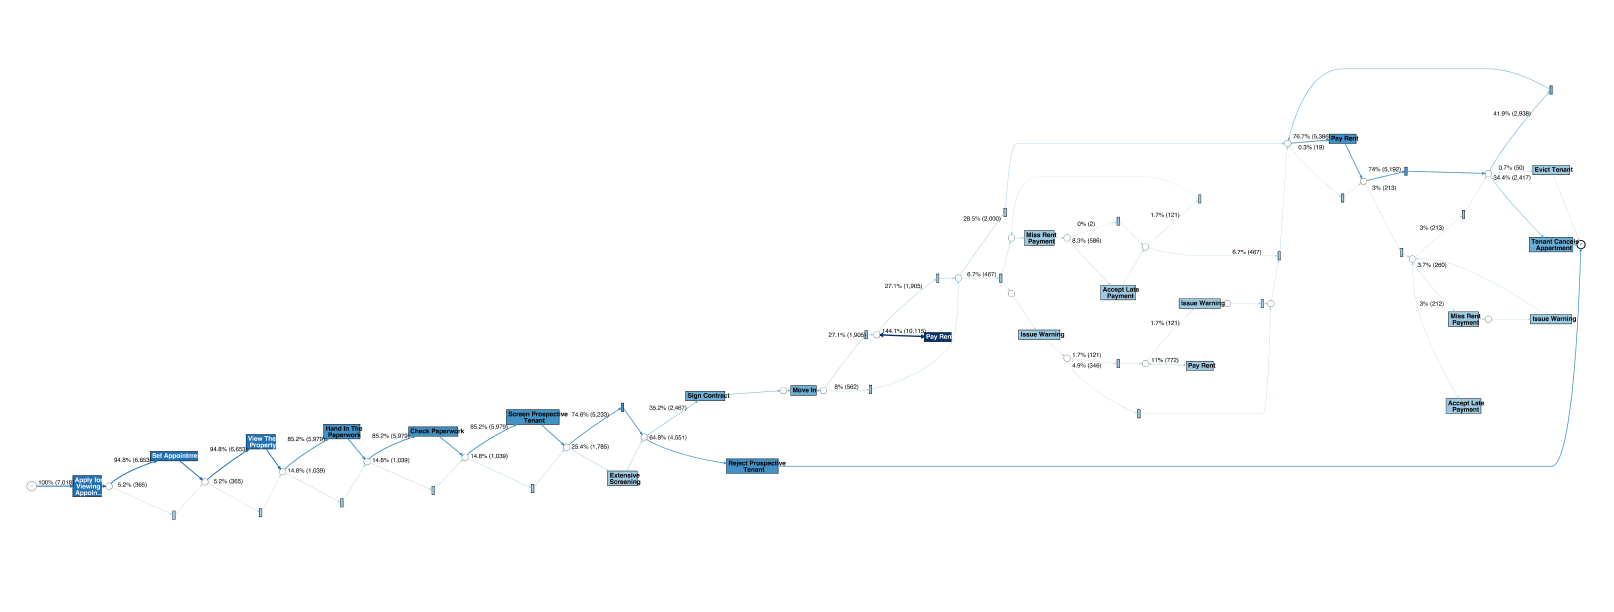 100% (7,018)
Apply for
Viewing
Appoin...
94.8% (6,653)
5.2% (365)
Set Appointme
94.8% (6,653)
5.2% (365)
View The
Property
85.2% (5,979)
14.8% (1,039)
Hand In The
Paperwork
85.2% (5,979)
14.8% (1,039)
Check Paperwork
85.2% (5,979)
14.8% (1,039)
Screen Prospective
Tenant
74.6% (5,233)
25.4% (1,785)
Extensive
Screening
35.2% (2,467)
64.8% (4,551)
Sign Contract
Reject Prospective
Tenant
Move In
27.1% (1,905)
8% (562)
144.1% (10,115)
Pay Ren
27.1% (1,905)
28.5% (2,000)
6.7% (467)
Miss Rent
Payment
0% (2)
8.3% (586)
Accept Late
Payment
1.7% (121)
6.7% (467)
Issue Warning
1.7% (121)
4.9% (346)
1.7% (121)
11% (772)
Issue Warning
Pay Rent
76.7% (5,386)
0.3% (19)
Pay Rent
74% (5,192)
3% (213)
41.9% (2,938)
0.7% (50)
34.4% (2,417)
Evict Tenant
Tenant Cancels
Appartment
3% (213)
3.7% (260)
3% (212)
Miss Rent
Payment
Issue Warning
Accept Late
Payment